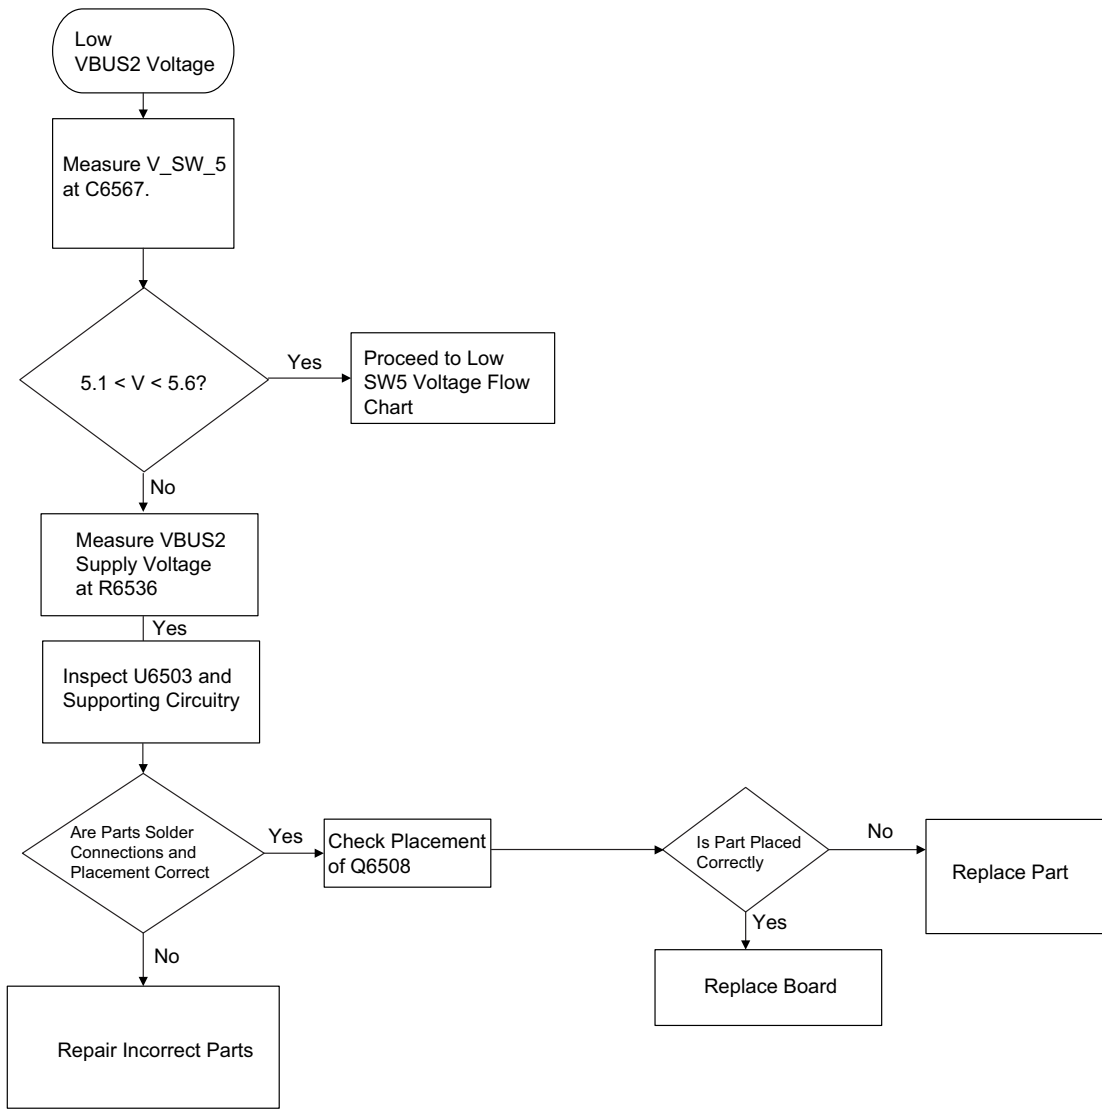 Low
VBUS2 Voltage
Measure V_SW_5
at C6567.
5.1 < V < 5.6?
Yes
Proceed to Low
SW5 Voltage Flow
Chart
No
Measure VBUS2
Supply Voltage
at R6536
Yes
Inspect U6503 and
Supporting Circuitry
Are Parts Solder
Connections and
Placement Correct
Yes
Check Placement
of Q6508
Is Part Placed
Correctly
No
Replace Part
Yes
Replace Board
No
Repair Incorrect Parts